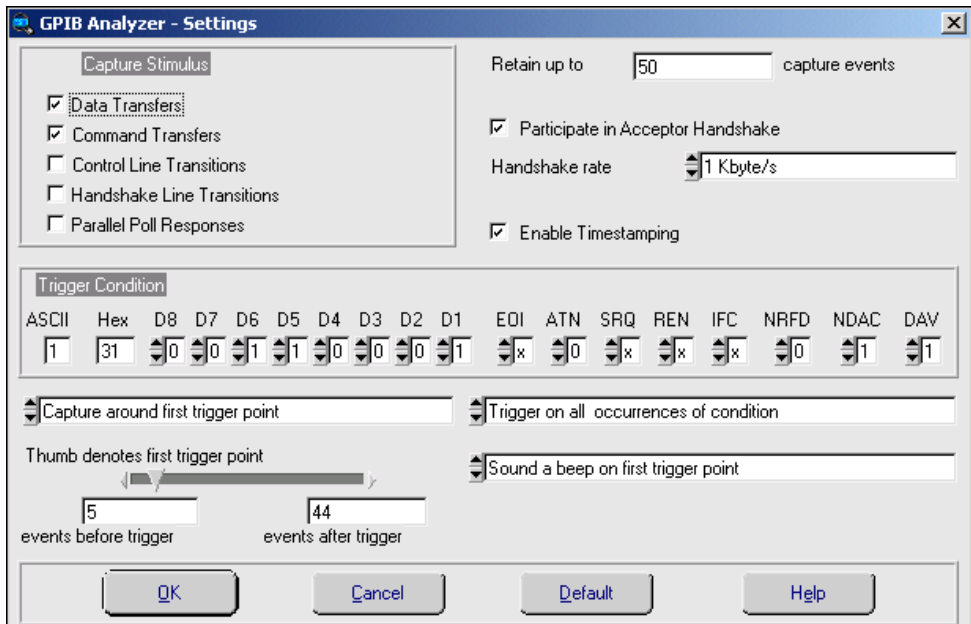 GPIB Analyzer - Settings
Capture Stimulus
Data Transfers
Command Transfers
Control Line Transitions
Handshake Line Transitions
Parallel Poll Responses
Retain up to 50 capture events
Participate in Acceptor Handshake
Handshake rate 1 Kbyte/s
Enable Timestamping
Trigger Condition
ASCII Hex D8 D7 D6 D5 D4 D3 D2 D1 EOI ATN SRQ REN IFC NRFD NDAC DAV
1 31 0 0 1 1 0 0 0 1 x 0 x x x 0 1 1
Capture around first trigger point
Trigger on all occurrences of condition
Thumb denotes first trigger point
Sound a beep on first trigger point
5 44
events before trigger events after trigger
OK Cancel Default Help